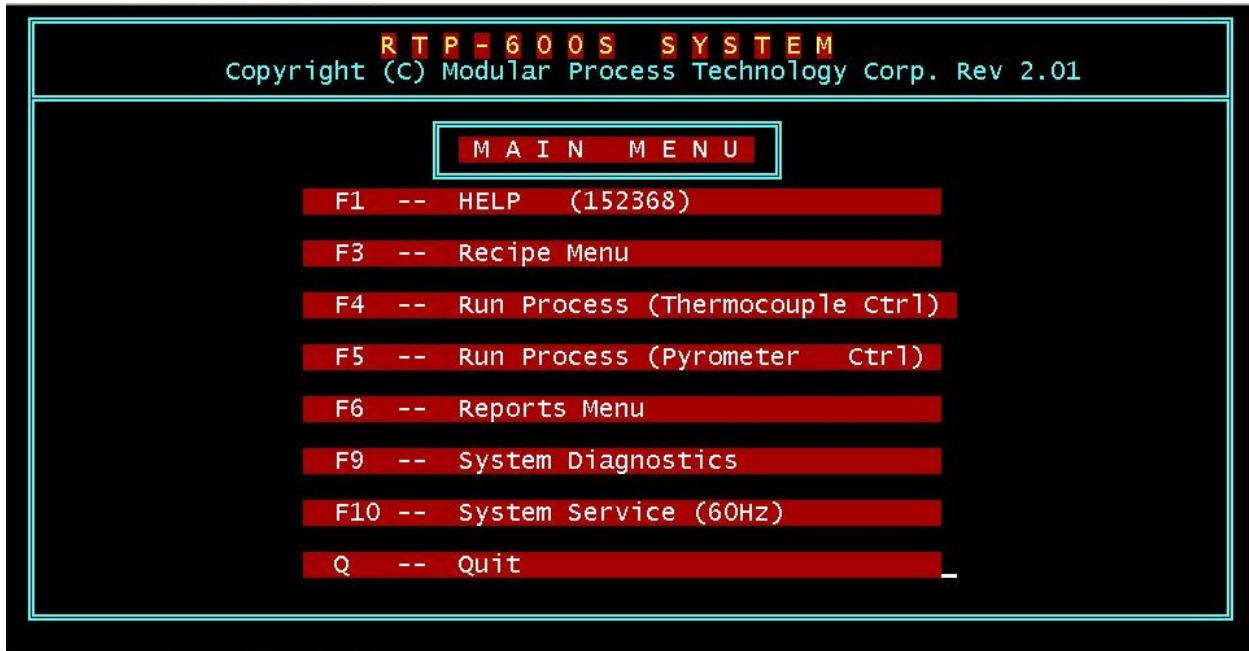 R T P - 6 0 0 S   S Y S T E M
Copyright (C) Modular Process Technology Corp. Rev 2.01
M A I N   M E N U
F1  --  HELP   (152368)
F3  --  Recipe Menu
F4  --  Run Process (Thermocouple Ctrl)
F5  --  Run Process (Pyrometer   Ctrl)
F6  --  Reports Menu
F9  --  System Diagnostics
F10 --  System Service (60Hz)
Q   --  Quit